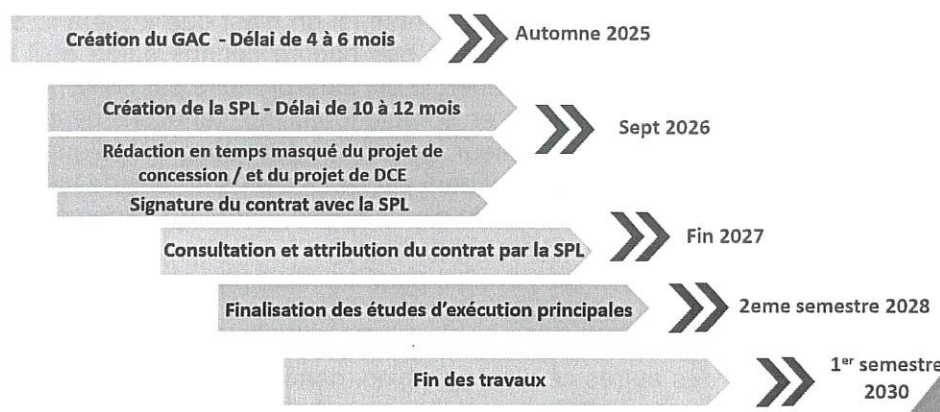 Création du GAC - Délai de 4 à 6 mois
Automne 2025
Création de la SPL - Délai de 10 à 12 mois
Sept 2026
Rédaction en temps masqué du projet de
concession / et du projet de DCE
Signature du contrat avec la SPL
Consultation et attribution du contrat par la SPL
Fin 2027
Finalisation des études d'exécution principales
2eme semestre 2028
Fin des travaux
1er semestre
2030